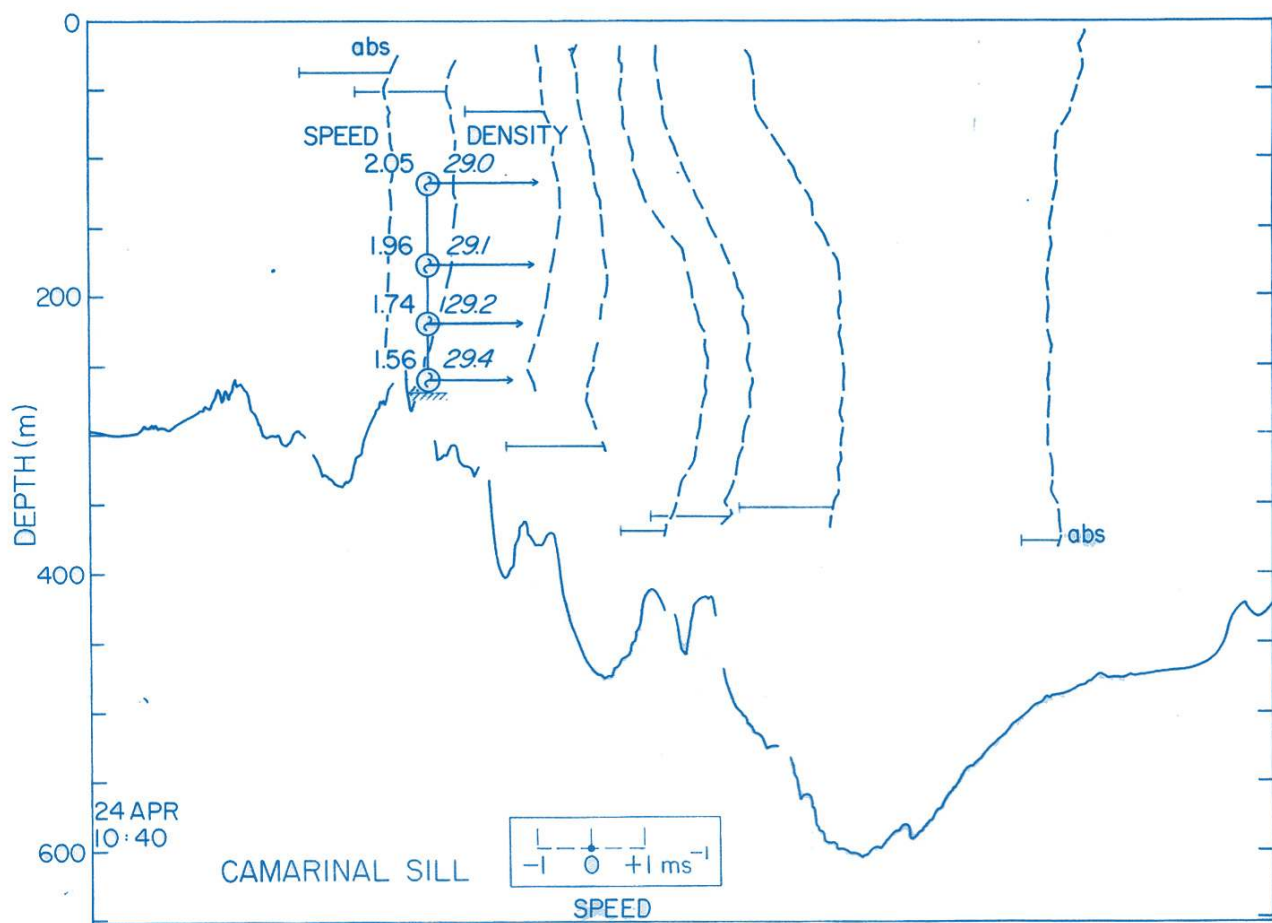 0
abs
SPEED DENSITY
2.05 29.0
1.96 29.1
200
1.74 129.2
1.56 29.4
DEPTH (m)
400
abs
24 APR
10:40
600
CAMARINAL SILL
-1 0 +1 ms⁻¹
SPEED